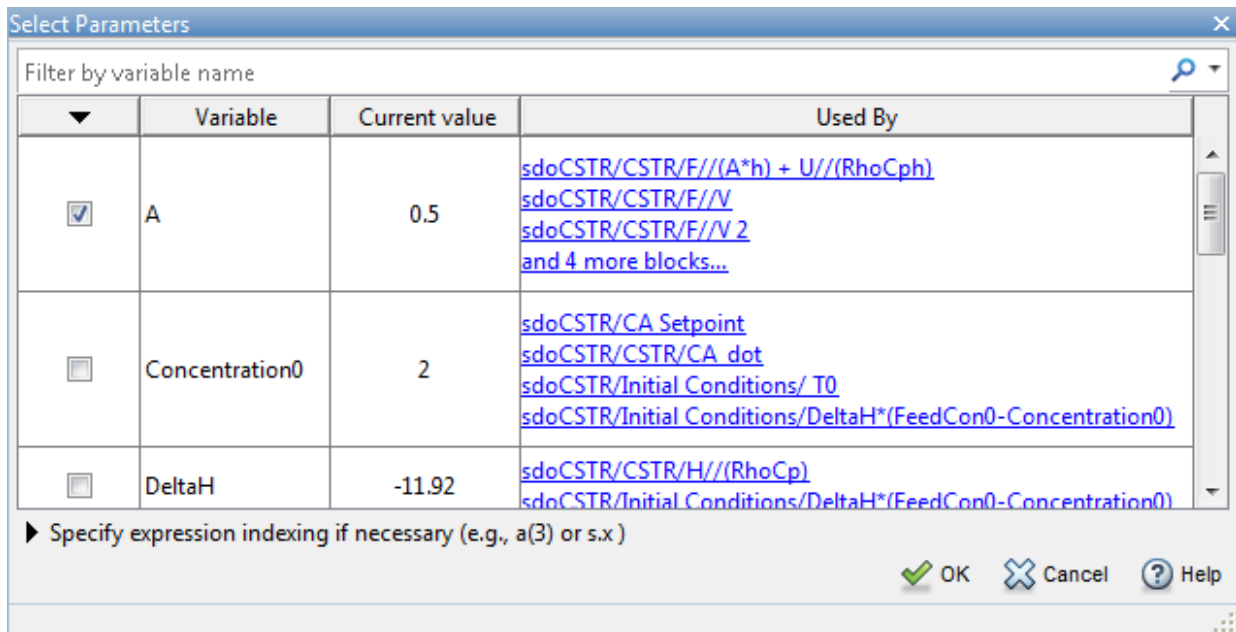 Select Parameters
Filter by variable name
Variable Current value Used By
A 0.5
sdoCSTR/CSTR/F//(A*h) + U//(RhoCph)
sdoCSTR/CSTR/F//V
sdoCSTR/CSTR/F//V 2
and 4 more blocks...
Concentration0 2
sdoCSTR/CA Setpoint
sdoCSTR/CSTR/CA_dot
sdoCSTR/Initial Conditions/ T0
sdoCSTR/Initial Conditions/DeltaH*(FeedCon0-Concentration0)
DeltaH -11.92
sdoCSTR/CSTR/H//(RhoCp)
sdoCSTR/Initial Conditions/DeltaH*(FeedCon0-Concentration0)
Specify expression indexing if necessary (e.g., a(3) or s.x )
OK Cancel Help